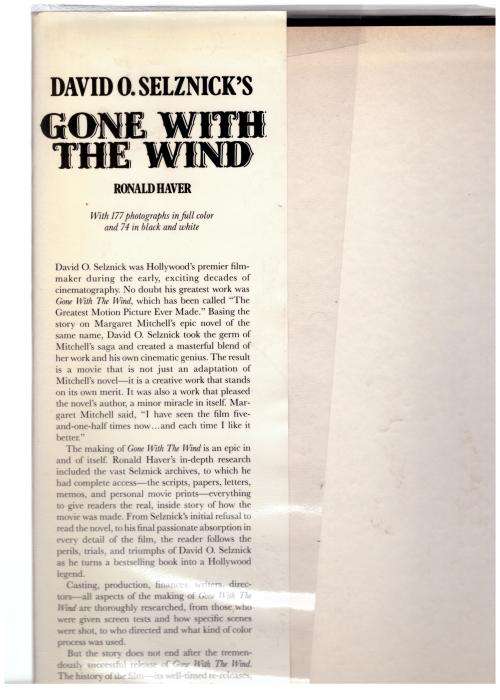 DAVID O. SELZNICK'S
GONE WITH
THE WIND
RONALD HAVER
With 177 photographs in full color
and 74 in black and white
David O. Selznick was Hollywood's premier film-
maker during the early, exciting decades of
cinematography. No doubt his greatest work was
Gone With The Wind, which has been called "The
Greatest Motion Picture Ever Made." Basing the
story on Margaret Mitchell's epic novel of the
same name, David O. Selznick took the germ of
Mitchell's saga and created a masterful blend of
her work and his own cinematic genius. The result
is a movie that is not just an adaptation of
Mitchell's novel—it is a creative work that stands
on its own merit. It was also a work that pleased
the novel's author, a minor miracle in itself. Mar-
garet Mitchell said, "I have seen the film five-
and-one-half times now...and each time I like it
better."
The making of Gone With The Wind is an epic in
and of itself. Ronald Haver's in-depth research
included the vast Selznick archives, to which he
had complete access—the scripts, papers, letters,
memos, and personal movie prints—everything
to give readers the real, inside story of how the
movie was made. From Selznick's initial refusal to
read the novel, to his final passionate absorption in
every detail of the film, the reader follows the
perils, trials, and triumphs of David O. Selznick
as he turns a bestselling book into a Hollywood
legend.
Casting, production, finances, writers, direc-
tors—all aspects of the making of Gone With The
Wind are thoroughly researched, from those who
were given screen tests and how specific scenes
were shot, to who directed and what kind of color
process was used.
But the story does not end after the tremen-
dously successful release of Gone With The Wind.
The history of the film—its well-timed re-releases,